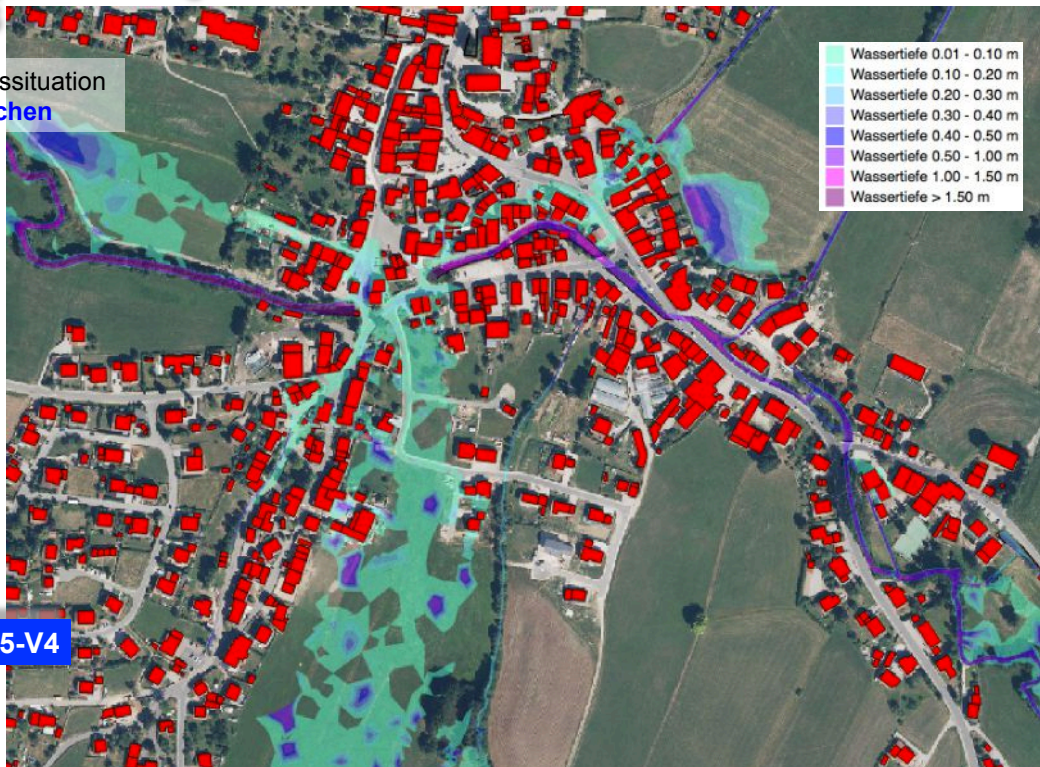 ssituation
chen
Wassertiefe 0.01 - 0.10 m
Wassertiefe 0.10 - 0.20 m
Wassertiefe 0.20 - 0.30 m
Wassertiefe 0.30 - 0.40 m
Wassertiefe 0.40 - 0.50 m
Wassertiefe 0.50 - 1.00 m
Wassertiefe 1.00 - 1.50 m
Wassertiefe > 1.50 m
5-V4